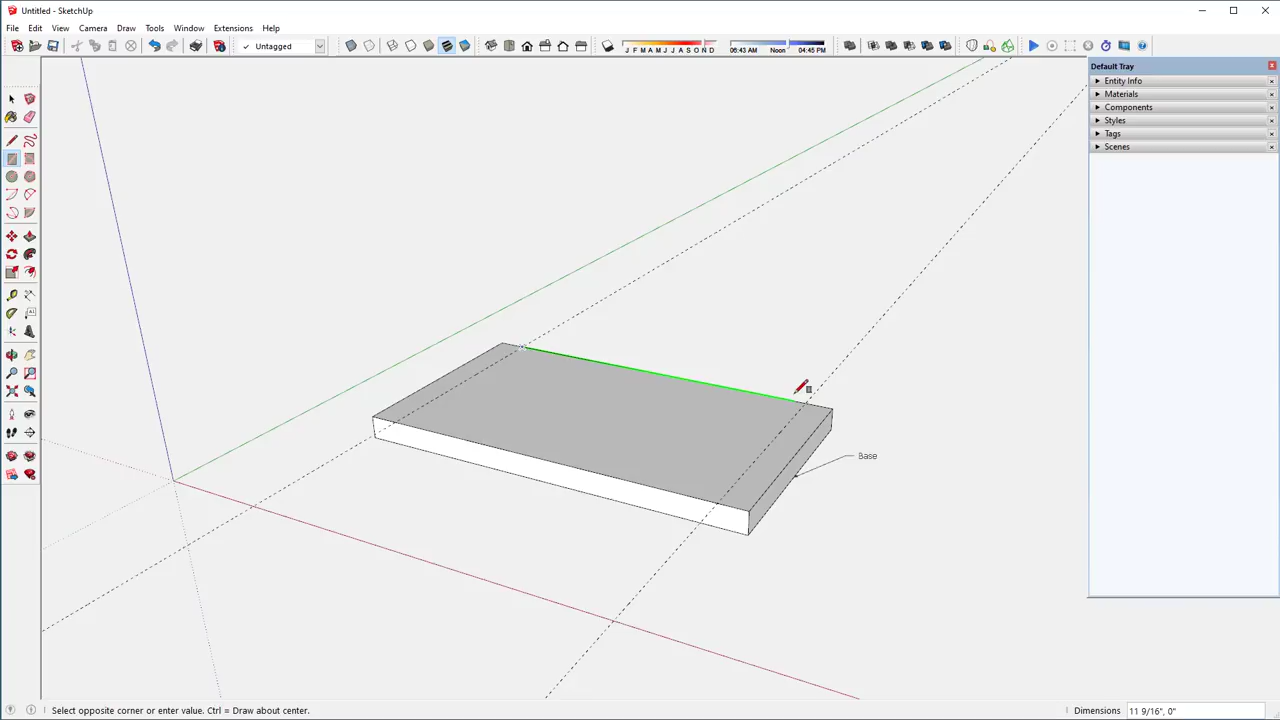 Untitled - SketchUp
File Edit View Camera Draw Tools Window Extensions Help
✓ Untagged
J F M A M J J A S O N D
06:43 AM Noon 04:45 PM
Default Tray
Entity Info
Materials
Components
Styles
Tags
Scenes
Base
Select opposite corner or enter value. Ctrl = Draw about center.
Dimensions 11 9/16", 0"